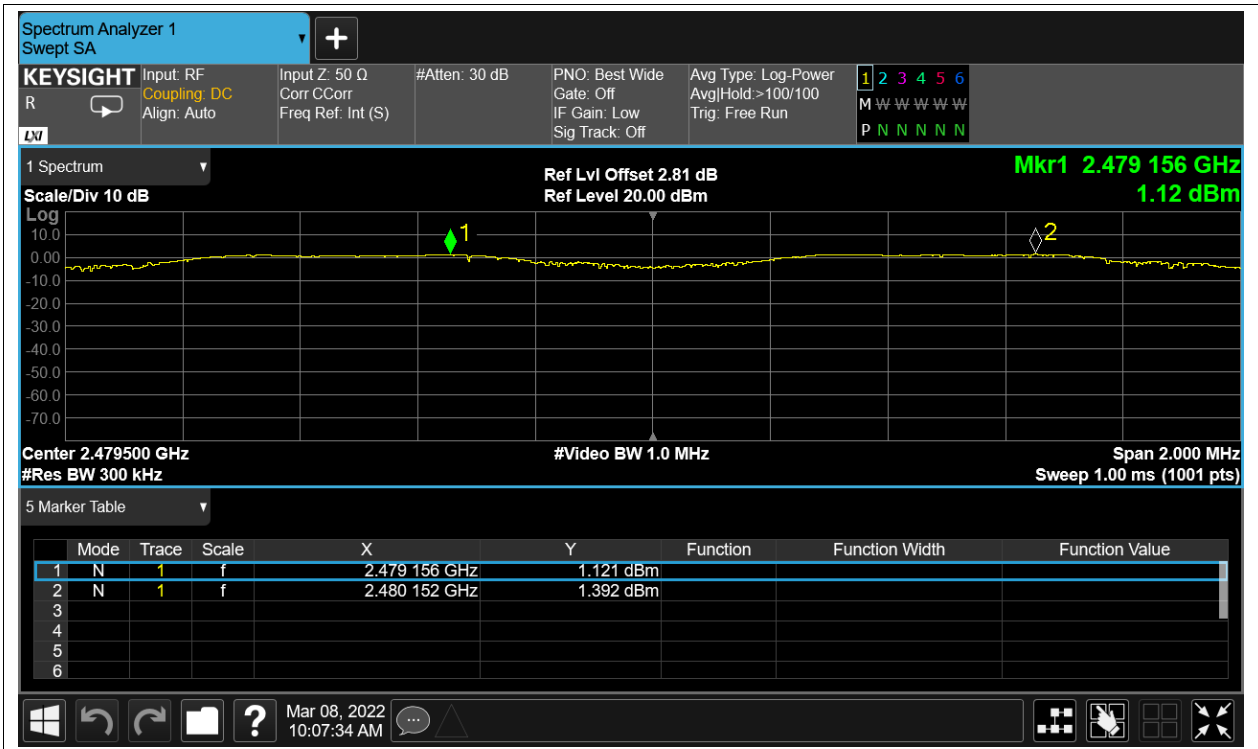 Spectrum Analyzer 1
Swept SA
KEYSIGHT Input: RF Input Z: 50 Ω #Atten: 30 dB PNO: Best Wide Avg Type: Log-Power 1 2 3 4 5 6
R Coupling: DC Corr CCorr Gate: Off Avg|Hold:>100/100 M W W W W W
Align: Auto Freq Ref: Int (S) IF Gain: Low Trig: Free Run
LXI Sig Track: Off P N N N N N
1 Spectrum Ref Lvl Offset 2.81 dB Mkr1 2.479 156 GHz
Scale/Div 10 dB Ref Level 20.00 dBm 1.12 dBm
Log
10.0 1 2
0.00
-10.0
-20.0
-30.0
-40.0
-50.0
-60.0
-70.0
Center 2.479500 GHz #Video BW 1.0 MHz Span 2.000 MHz
#Res BW 300 kHz Sweep 1.00 ms (1001 pts)
5 Marker Table
Mode Trace Scale X Y Function Function Width Function Value
1 N 1 f 2.479 156 GHz 1.121 dBm
2 N 1 f 2.480 152 GHz 1.392 dBm
3
4
5
6
? Mar 08, 2022
10:07:34 AM